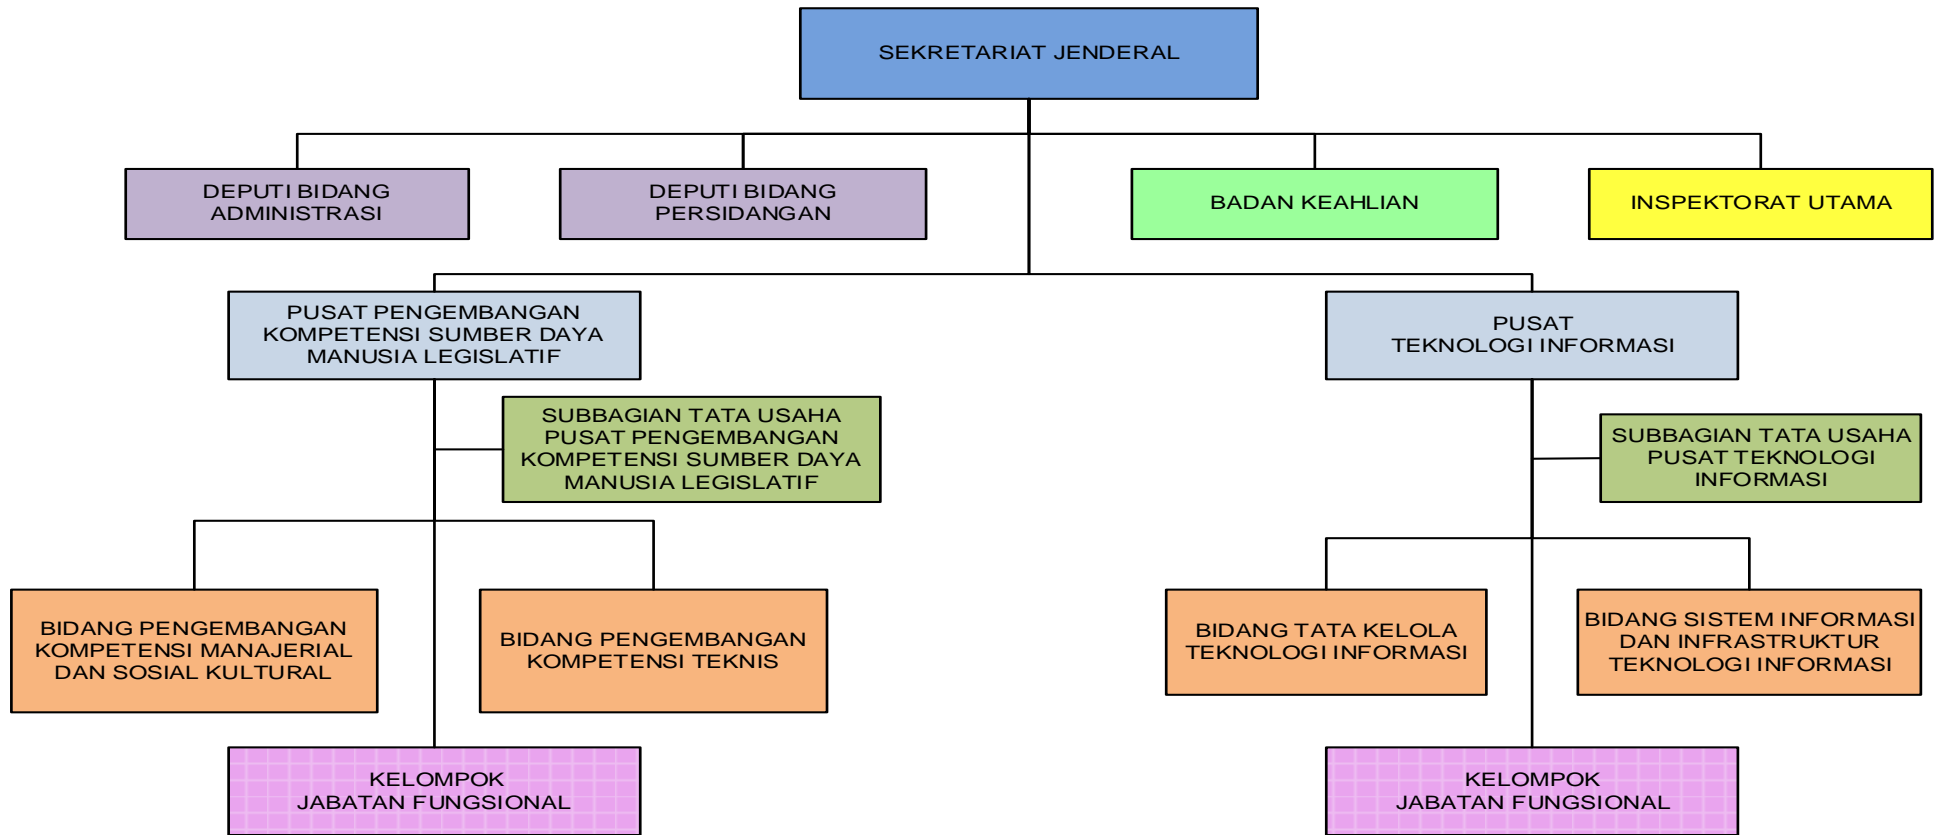 SEKRETARIAT JENDERAL
DEPUTI BIDANG
ADMINISTRASI
DEPUTI BIDANG
PERSIDANGAN
BADAN KEAHLIAN
INSPEKTORAT UTAMA
PUSAT PENGEMBANGAN
KOMPETENSI SUMBER DAYA
MANUSIA LEGISLATIF
PUSAT
TEKNOLOGI INFORMASI
SUBBAGIAN TATA USAHA
PUSAT PENGEMBANGAN
KOMPETENSI SUMBER DAYA
MANUSIA LEGISLATIF
SUBBAGIAN TATA USAHA
PUSAT TEKNOLOGI
INFORMASI
BIDANG PENGEMBANGAN
KOMPETENSI MANAJERIAL
DAN SOSIAL KULTURAL
BIDANG PENGEMBANGAN
KOMPETENSI TEKNIS
BIDANG TATA KELOLA
TEKNOLOGI INFORMASI
BIDANG SISTEM INFORMASI
DAN INFRASTRUKTUR
TEKNOLOGI INFORMASI
KELOMPOK
JABATAN FUNGSIONAL
KELOMPOK
JABATAN FUNGSIONAL